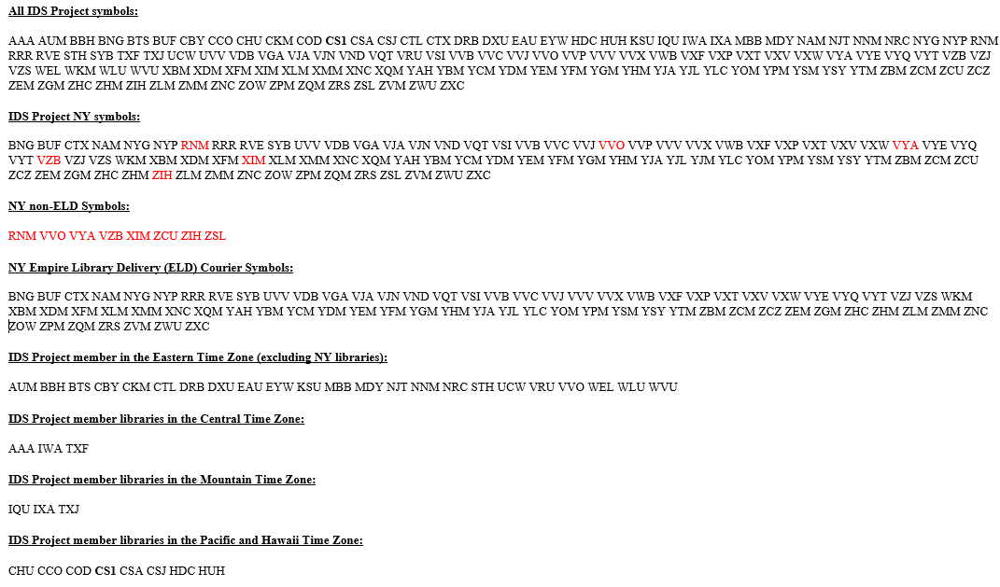 All IDS Project symbols:
AAA AUM BBH BNG BTS BUF CBY CCO CHU CKM COD CS1 CSA CSJ CTL CTX DRB DXU EAU EYW HDC HUH KSU IQU IWA IXA MBB MDY NAM NJT NNM NRC NYG NYP RNM
RRR RVE STH SYB TXF TXJ UCW UVV VDB VGA VJA VJN VND VQT VRU VSI VVB VVC VVJ VVO VVP VVV VVX VWB VXF VXP VXT VXV VXW VYA VYE VYQ VYT VZB VZJ
VZS WEL WKM WLU WVU XBM XDM XFM XIM XLM XMM XNC XQM YAH YBM YCM YDM YEM YFM YGM YHM YJA YJL YLC YOM YPM YSM YSY YTM ZBM ZCM ZCU ZCZ
ZEM ZGM ZHC ZHM ZIH ZLM ZMM ZNC ZOW ZPM ZQM ZRS ZSL ZVM ZWU ZXC
IDS Project NY symbols:
BNG BUF CTX NAM NYG NYP RNM RRR RVE SYB UVV VDB VGA VJA VJN VND VQT VSI VVB VVC VVJ VVO VVP VVV VVX VWB VXF VXP VXT VXV VXW VYA VYE VYQ
VYT VZB VZJ VZS WKM XBM XDM XFM XIM XLM XMM XNC XQM YAH YBM YCM YDM YEM YFM YGM YHM YJA YJL YJM YLC YOM YPM YSM YSY YTM ZBM ZCM ZCU
ZCZ ZEM ZGM ZHC ZHM ZIH ZLM ZMM ZNC ZOW ZPM ZQM ZRS ZSL ZVM ZWU ZXC
NY non-ELD Symbols:
RNM VVO VYA VZB XIM ZCU ZIH ZSL
NY Empire Library Delivery (ELD) Courier Symbols:
BNG BUF CTX NAM NYG NYP RRR RVE SYB UVV VDB VGA VJA VJN VND VQT VSI VVB VVC VVJ VVV VVX VWB VXF VXP VXT VXV VXW VYE VYQ VYT VZJ VZS WKM
XBM XDM XFM XLM XMM XNC XQM YAH YBM YCM YDM YEM YFM YGM YHM YJA YJL YLC YOM YPM YSM YSY YTM ZBM ZCM ZCZ ZEM ZGM ZHC ZHM ZLM ZMM ZNC
ZOW ZPM ZQM ZRS ZVM ZWU ZXC
IDS Project member in the Eastern Time Zone (excluding NY libraries):
AUM BBH BTS CBY CKM CTL DRB DXU EAU EYW KSU MBB MDY NJT NNM NRC STH UCW VRU VVO WEL WLU WVU
IDS Project member libraries in the Central Time Zone:
AAA IWA TXF
IDS Project member libraries in the Mountain Time Zone:
IQU IXA TXJ
IDS Project member libraries in the Pacific and Hawaii Time Zone:
CHU CCO COD CS1 CSA CSJ HDC HUH